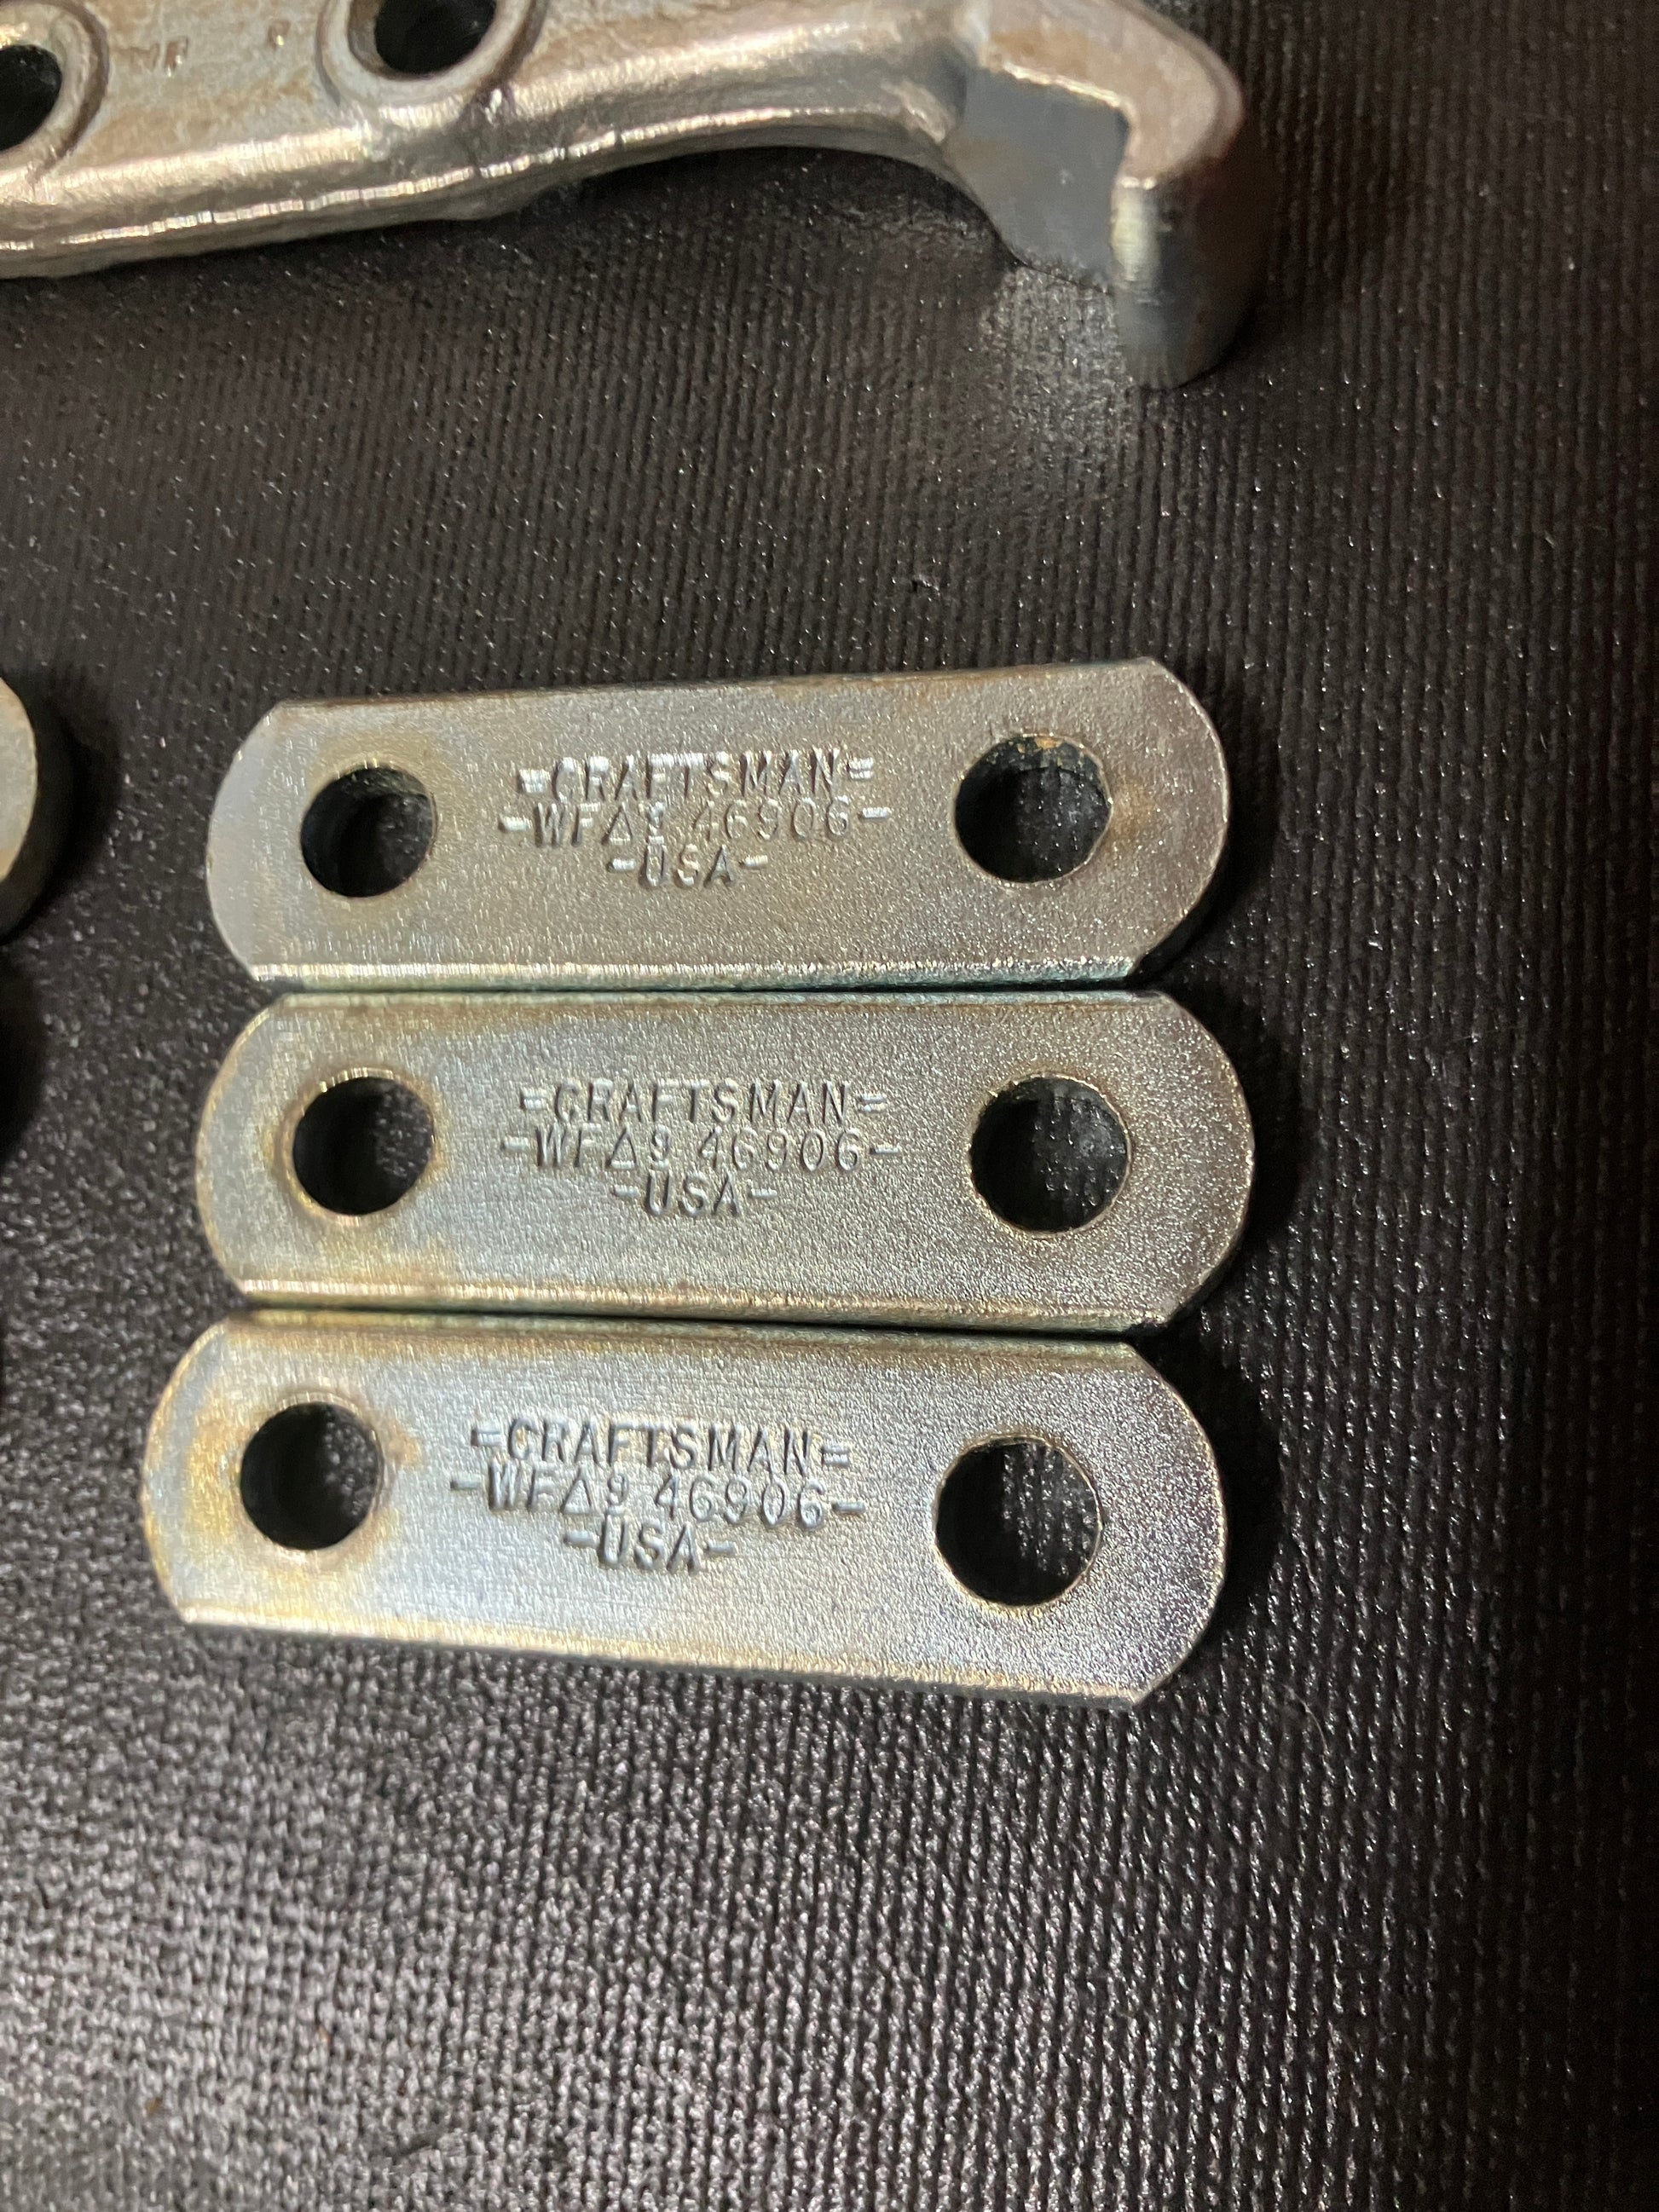 =CRAFTSMAN=
-WF△9 46906-
-USA-
=CRAFTSMAN=
-WF△9 46906-
-USA-
=CRAFTSMAN=
-WF△9 46906-
-USA-